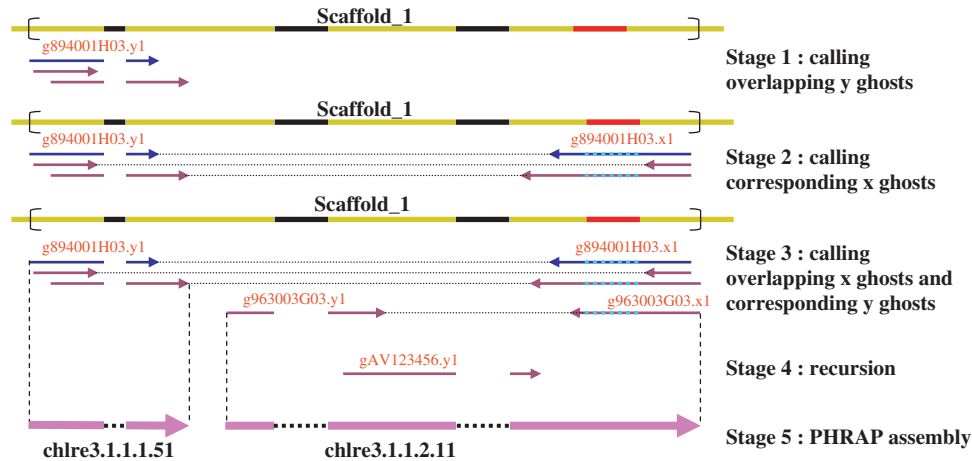 Scaffold_1
g894001H03.y1
Stage 1 : calling
overlapping y ghosts
Scaffold_1
g894001H03.y1
g894001H03.x1
Stage 2 : calling
corresponding x ghosts
Scaffold_1
g894001H03.y1
g894001H03.x1
Stage 3 : calling
overlapping x ghosts and
corresponding y ghosts
g963003G03.y1
g963003G03.x1
gAV123456.y1
Stage 4 : recursion
Stage 5 : PHRAP assembly
chlre3.1.1.1.51
chlre3.1.1.2.11